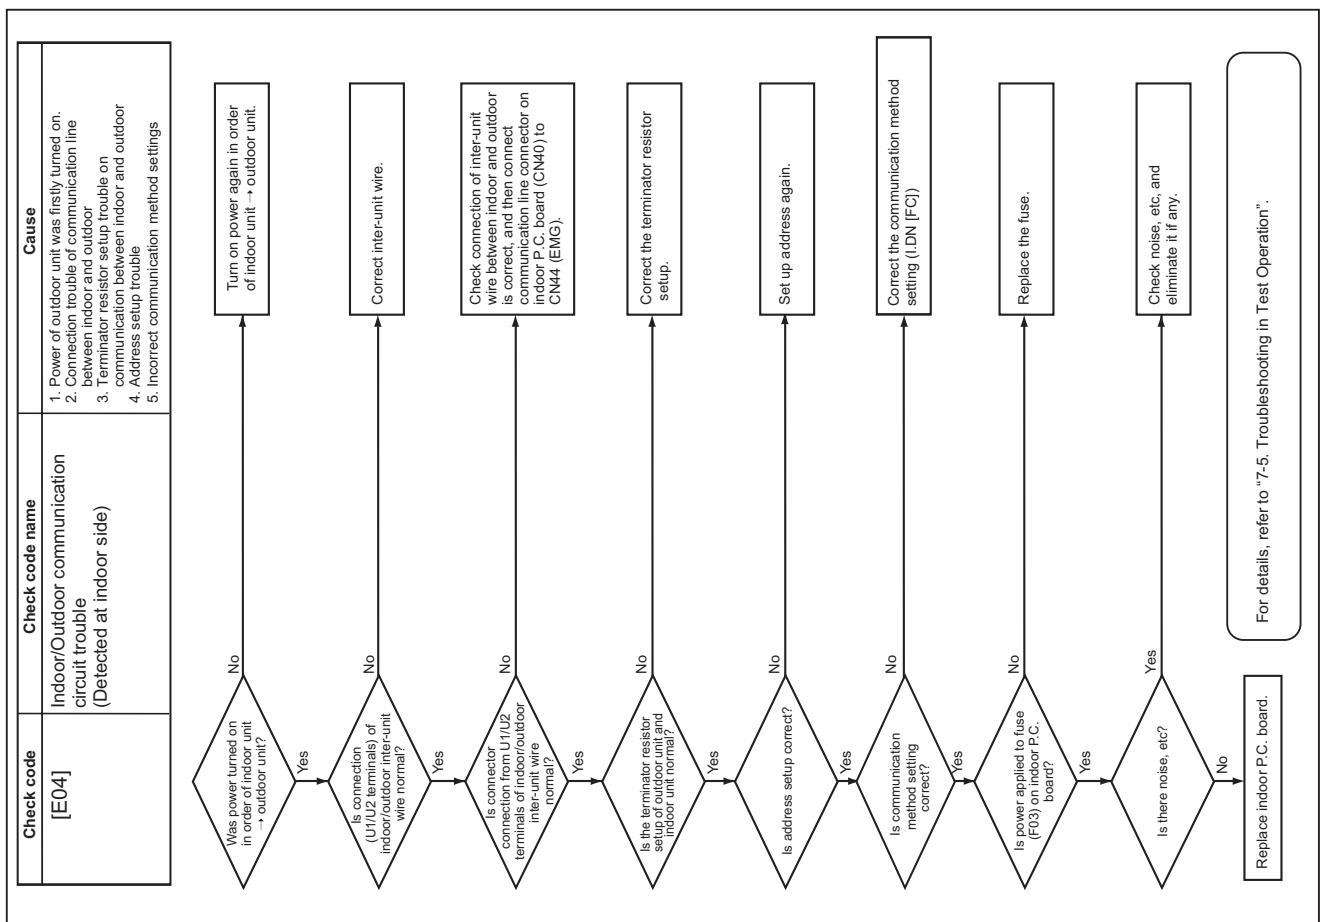 Check code
Check code name
Cause
[E04]
Indoor/Outdoor communication
circuit trouble
(Detected at indoor side)
1. Power of outdoor unit was firstly turned on.
2. Connection trouble of communication line
between indoor and outdoor
3. Terminator resistor setup trouble on
communication between indoor and outdoor
4. Address setup trouble
5. Incorrect communication method settings
Was power turned on
in order of indoor unit
→ outdoor unit?
No
Turn on power again in order
of indoor unit → outdoor unit.
Yes
Is connection
(U1/U2 terminals) of
indoor/outdoor inter-unit
wire normal?
No
Correct inter-unit wire.
Yes
Is connector
connection from U1/U2
terminals of indoor/outdoor
inter-unit wire
normal?
No
Check connection of inter-unit
wire between indoor and outdoor
is correct, and then connect
communication line connector on
indoor P.C. board (CN40) to
CN44 (EMG).
Yes
Is the terminator resistor
setup of outdoor unit and
indoor unit normal?
No
Correct the terminator resistor
setup.
Yes
Is address setup correct?
No
Set up address again.
Yes
Is communication
method setting
correct?
No
Correct the communication method
setting (I.DN [FC])
Yes
Is power applied to fuse
(F03) on indoor P.C.
board?
No
Replace the fuse.
Yes
Is there noise, etc?
Yes
Check noise, etc, and
eliminate it if any.
No
Replace indoor P.C. board.
For details, refer to “7-5. Troubleshooting in Test Operation”.